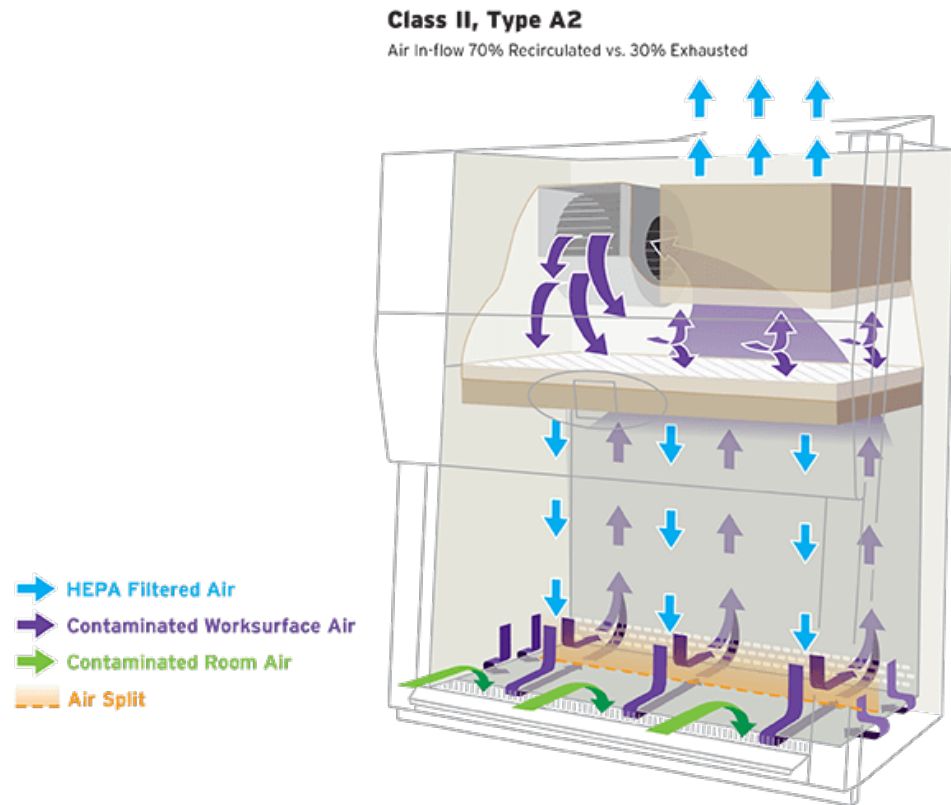 Class II, Type A2
Air In-flow 70% Recirculated vs. 30% Exhausted
HEPA Filtered Air
Contaminated Worksurface Air
Contaminated Room Air
Air Split